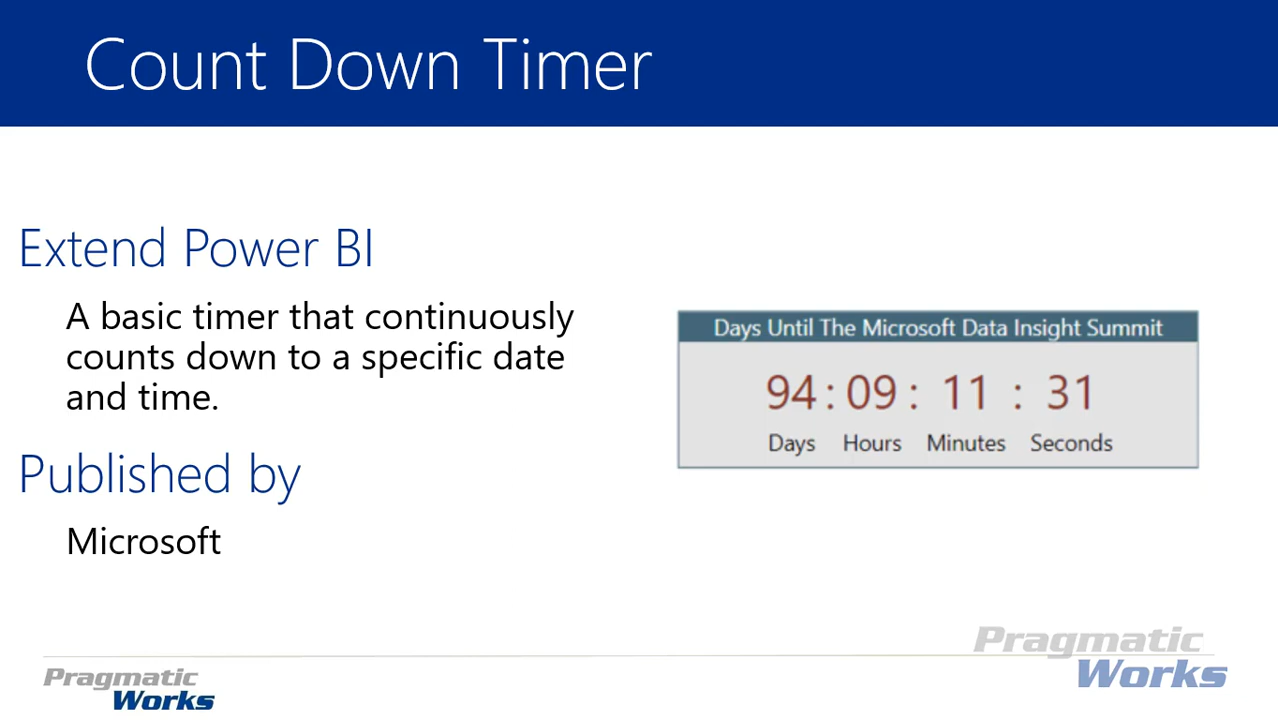 Count Down Timer
Extend Power BI
A basic timer that continuously
counts down to a specific date
and time.
Published by
Microsoft
Days Until The Microsoft Data Insight Summit
94 : 09 : 11 : 31
Days Hours Minutes Seconds
Pragmatic
Works
Pragmatic
Works